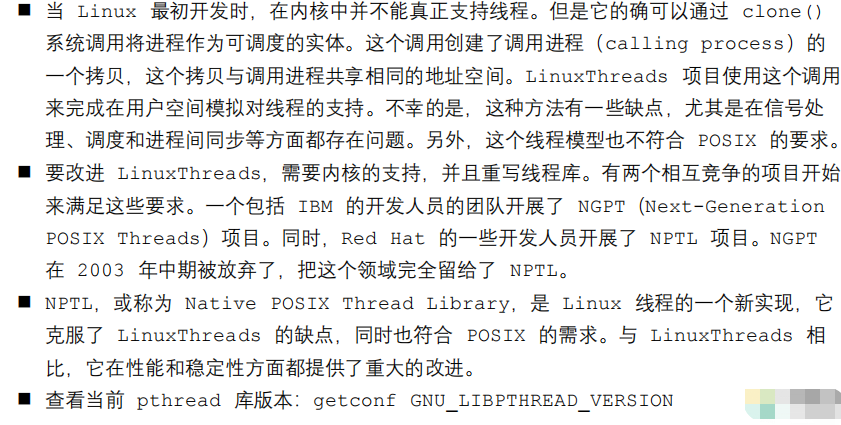 ■ 当 Linux 最初开发时，在内核中并不能真正支持线程。但是它的确可以通过 clone()
系统调用将进程作为可调度的实体。这个调用创建了调用进程（calling process）的
一个拷贝，这个拷贝与调用进程共享相同的地址空间。LinuxThreads 项目使用这个调用
来完成在用户空间模拟对线程的支持。不幸的是，这种方法有一些缺点，尤其是在信号处
理、调度和进程间同步等方面都存在问题。另外，这个线程模型也不符合 POSIX 的要求。
■ 要改进 LinuxThreads，需要内核的支持，并且重写线程库。有两个相互竞争的项目开始
来满足这些要求。一个包括 IBM 的开发人员的团队开展了 NGPT（Next-Generation
POSIX Threads）项目。同时，Red Hat 的一些开发人员开展了 NPTL 项目。NGPT
在 2003 年中期被放弃了，把这个领域完全留给了 NPTL。
■ NPTL，或称为 Native POSIX Thread Library，是 Linux 线程的一个新实现，它
克服了 LinuxThreads 的缺点，同时也符合 POSIX 的需求。与 LinuxThreads 相
比，它在性能和稳定性方面都提供了重大的改进。
■ 查看当前 pthread 库版本：getconf GNU_LIBPTHREAD_VERSION